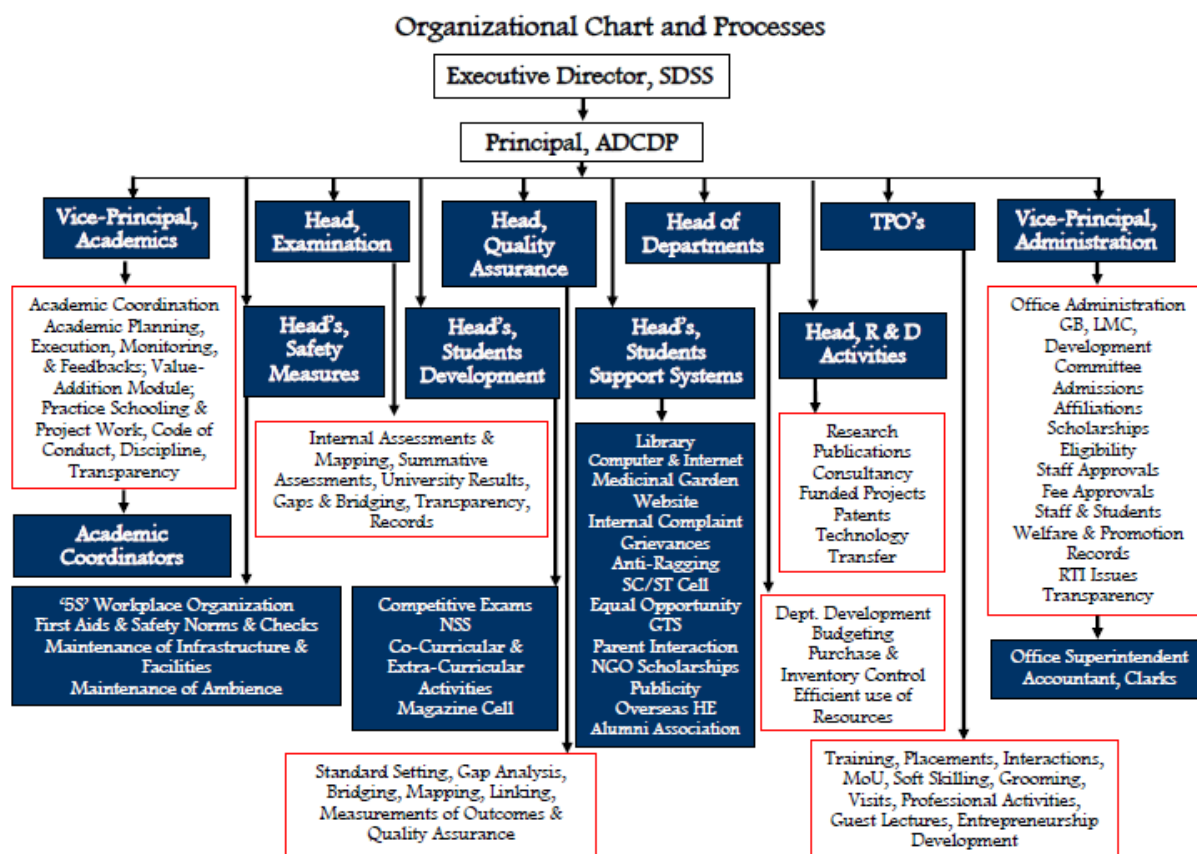 Organizational Chart and Processes
Executive Director, SDSS
Principal, ADCDP
Vice-Principal,
Academics
Head,
Examination
Head,
Quality
Assurance
Head of
Departments
TPO's
Vice-Principal,
Administration
Academic Coordination
Academic Planning,
Execution, Monitoring,
& Feedbacks; Value-
Addition Module;
Practice Schooling &
Project Work, Code of
Conduct, Discipline,
Transparency
Head's,
Safety
Measures
Head's,
Students
Development
Head's,
Students
Support Systems
Head, R & D
Activities
Office Administration
GB, LMC,
Development
Committee
Admissions
Affiliations
Scholarships
Eligibility
Staff Approvals
Fee Approvals
Staff & Students
Welfare & Promotion
Records
RTI Issues
Transparency
Internal Assessments &
Mapping, Summative
Assessments, University Results,
Gaps & Bridging, Transparency,
Records
Library
Computer & Internet
Medicinal Garden
Website
Internal Complaint
Grievances
Anti-Ragging
SC/ST Cell
Equal Opportunity
GTS
Parent Interaction
NGO Scholarships
Publicity
Overseas HE
Alumni Association
Research
Publications
Consultancy
Funded Projects
Patents
Technology
Transfer
Academic
Coordinators
'5S' Workplace Organization
First Aids & Safety Norms & Checks
Maintenance of Infrastructure &
Facilities
Maintenance of Ambience
Competitive Exams
NSS
Co-Curricular &
Extra-Curricular
Activities
Magazine Cell
Dept. Development
Budgeting
Purchase &
Inventory Control
Efficient use of
Resources
Office Superintendent
Accountant, Clarks
Standard Setting, Gap Analysis,
Bridging, Mapping, Linking,
Measurements of Outcomes &
Quality Assurance
Training, Placements, Interactions,
MoU, Soft Skilling, Grooming,
Visits, Professional Activities,
Guest Lectures, Entrepreneurship
Development